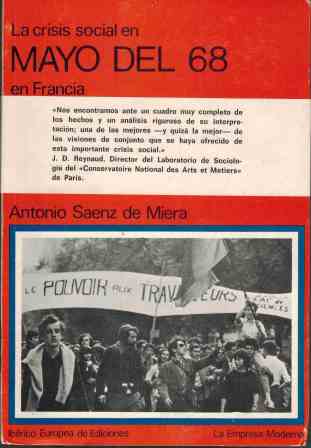 La crisis social en
MAYO DEL 68
en Francia
«Nos encontramos ante un cuadro muy completo de
los hechos y un análisis riguroso de su interpre-
tación; una de las mejores —y quizá la mejor— de
las visiones de conjunto que se haya ofrecido de
esta importante crisis social.»
J. D. Reynaud. Director del Laboratorio de Sociolo-
gía del «Conservatoire National des Arts et Metiers»
de París.
Antonio Saenz de Miera
LE POUVOIR AUX TRAVAILLEURS
Ibérico Europea de Ediciones
La Empresa Moderna